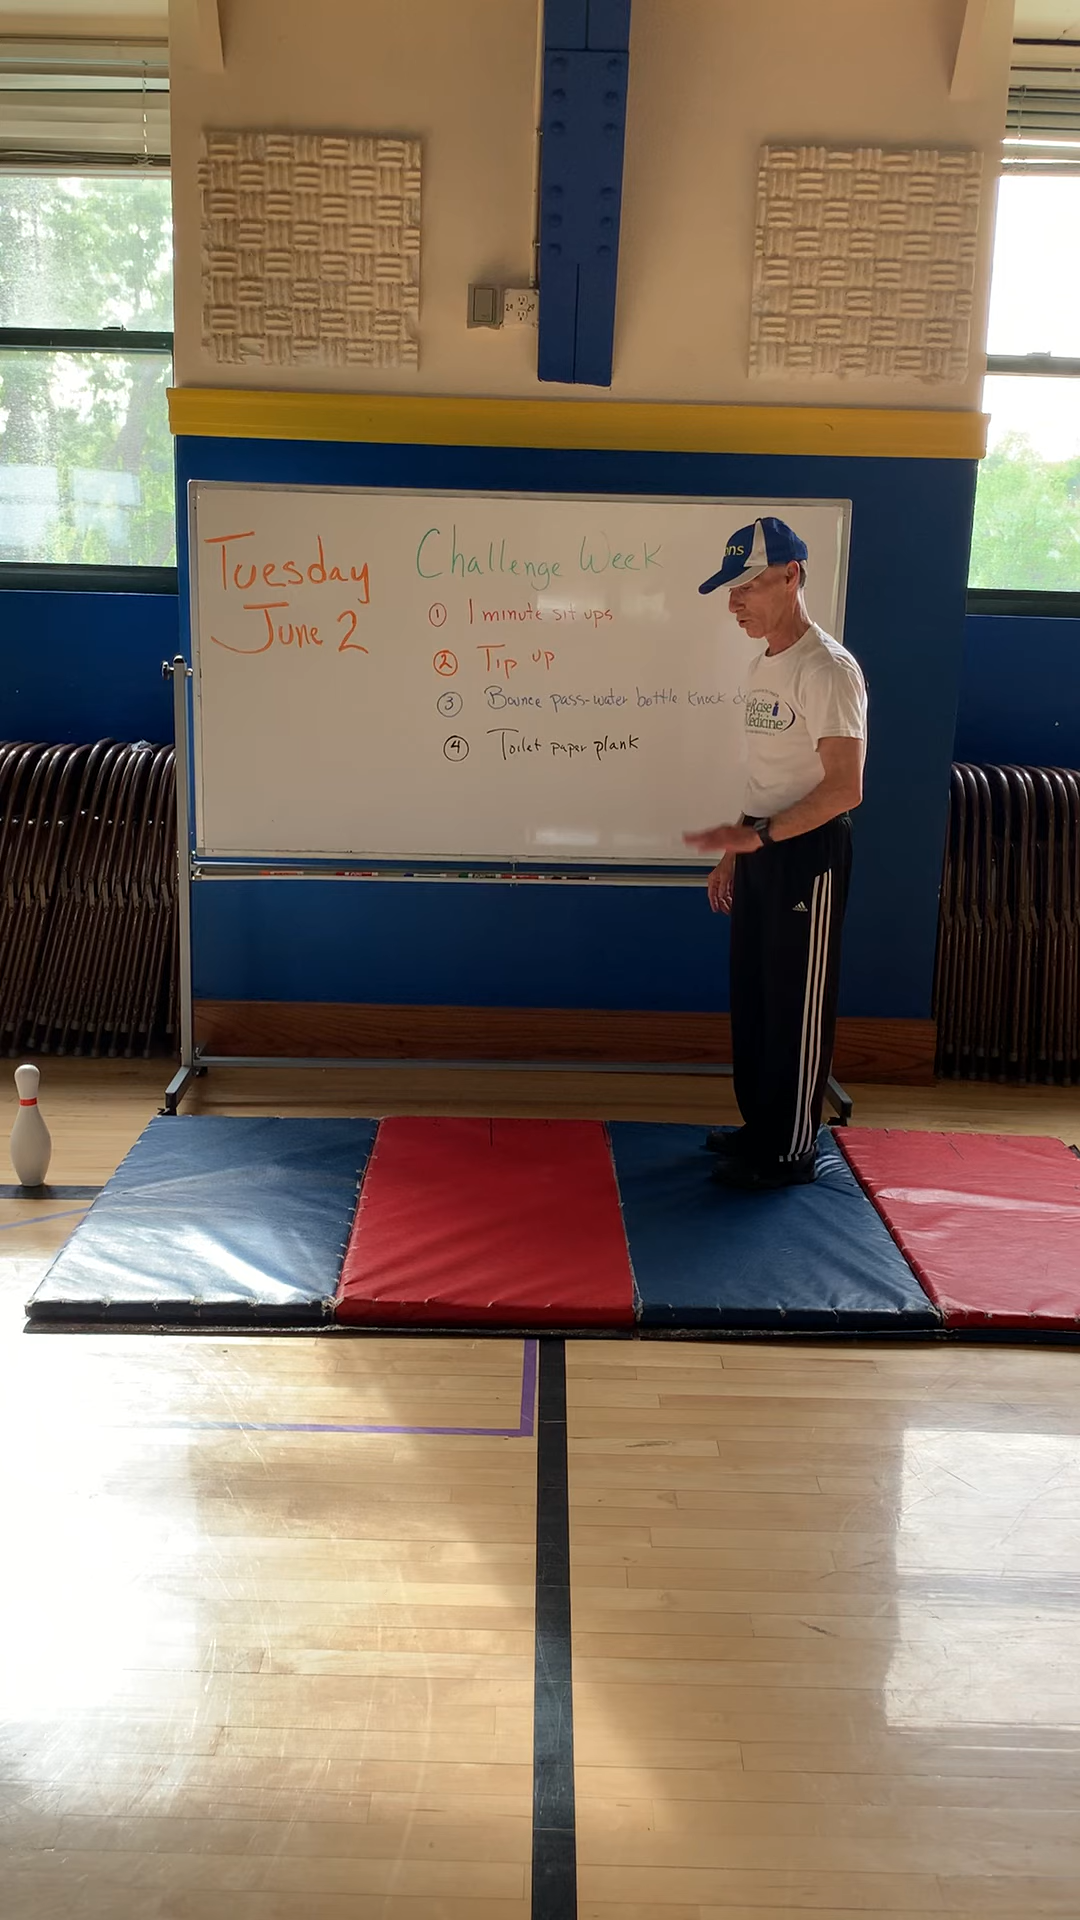 Tuesday
June 2
Challenge Week
① 1 minute sit ups
② Tip up
③ Bounce pass-water bottle knock
④ Toilet paper plank
Medicine